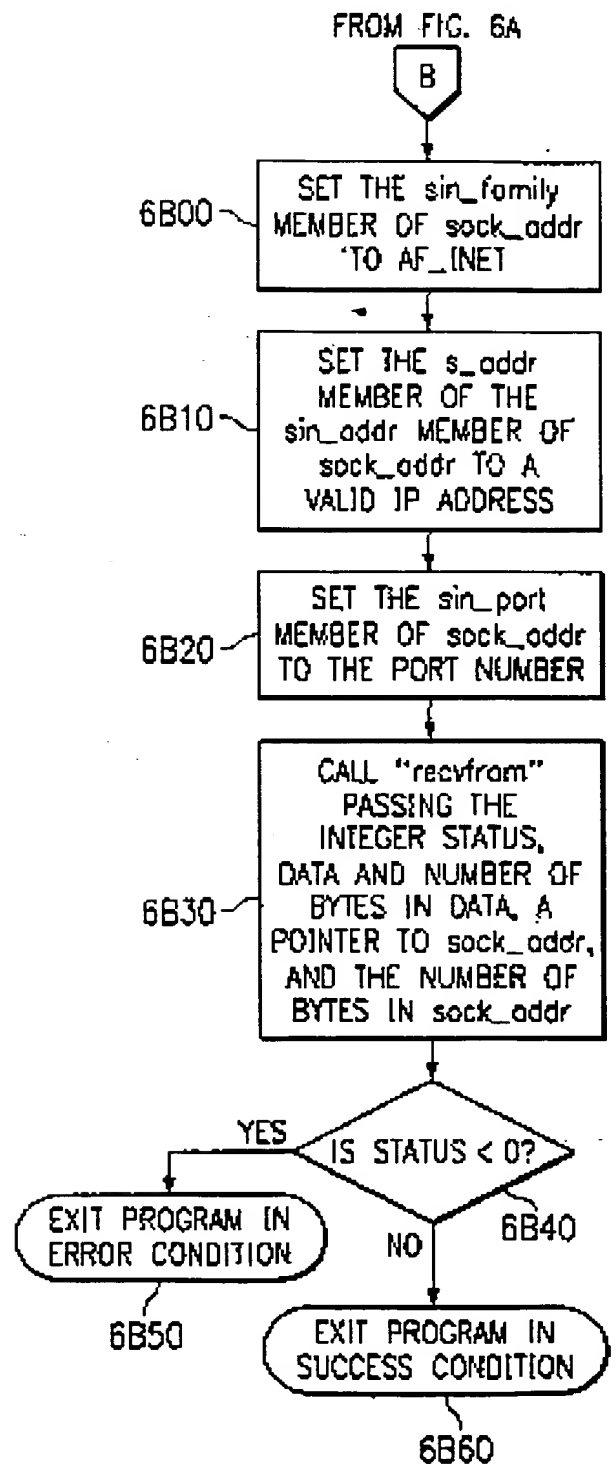 FROM FIG. 6A
B
6B00
SET THE sin_family
MEMBER OF sock_addr
TO AF_INET
6B10
SET THE s_addr
MEMBER OF THE
sin_addr MEMBER OF
sock_addr TO A
VALID IP ADDRESS
6B20
SET THE sin_port
MEMBER OF sock_addr
TO THE PORT NUMBER
6B30
CALL "recvfrom"
PASSING THE
INTEGER STATUS,
DATA AND NUMBER OF
BYTES IN DATA, A
POINTER TO sock_addr,
AND THE NUMBER OF
BYTES IN sock_addr
YES
IS STATUS < 0?
6B40
EXIT PROGRAM IN
ERROR CONDITION
6B50
NO
EXIT PROGRAM IN
SUCCESS CONDITION
6B60